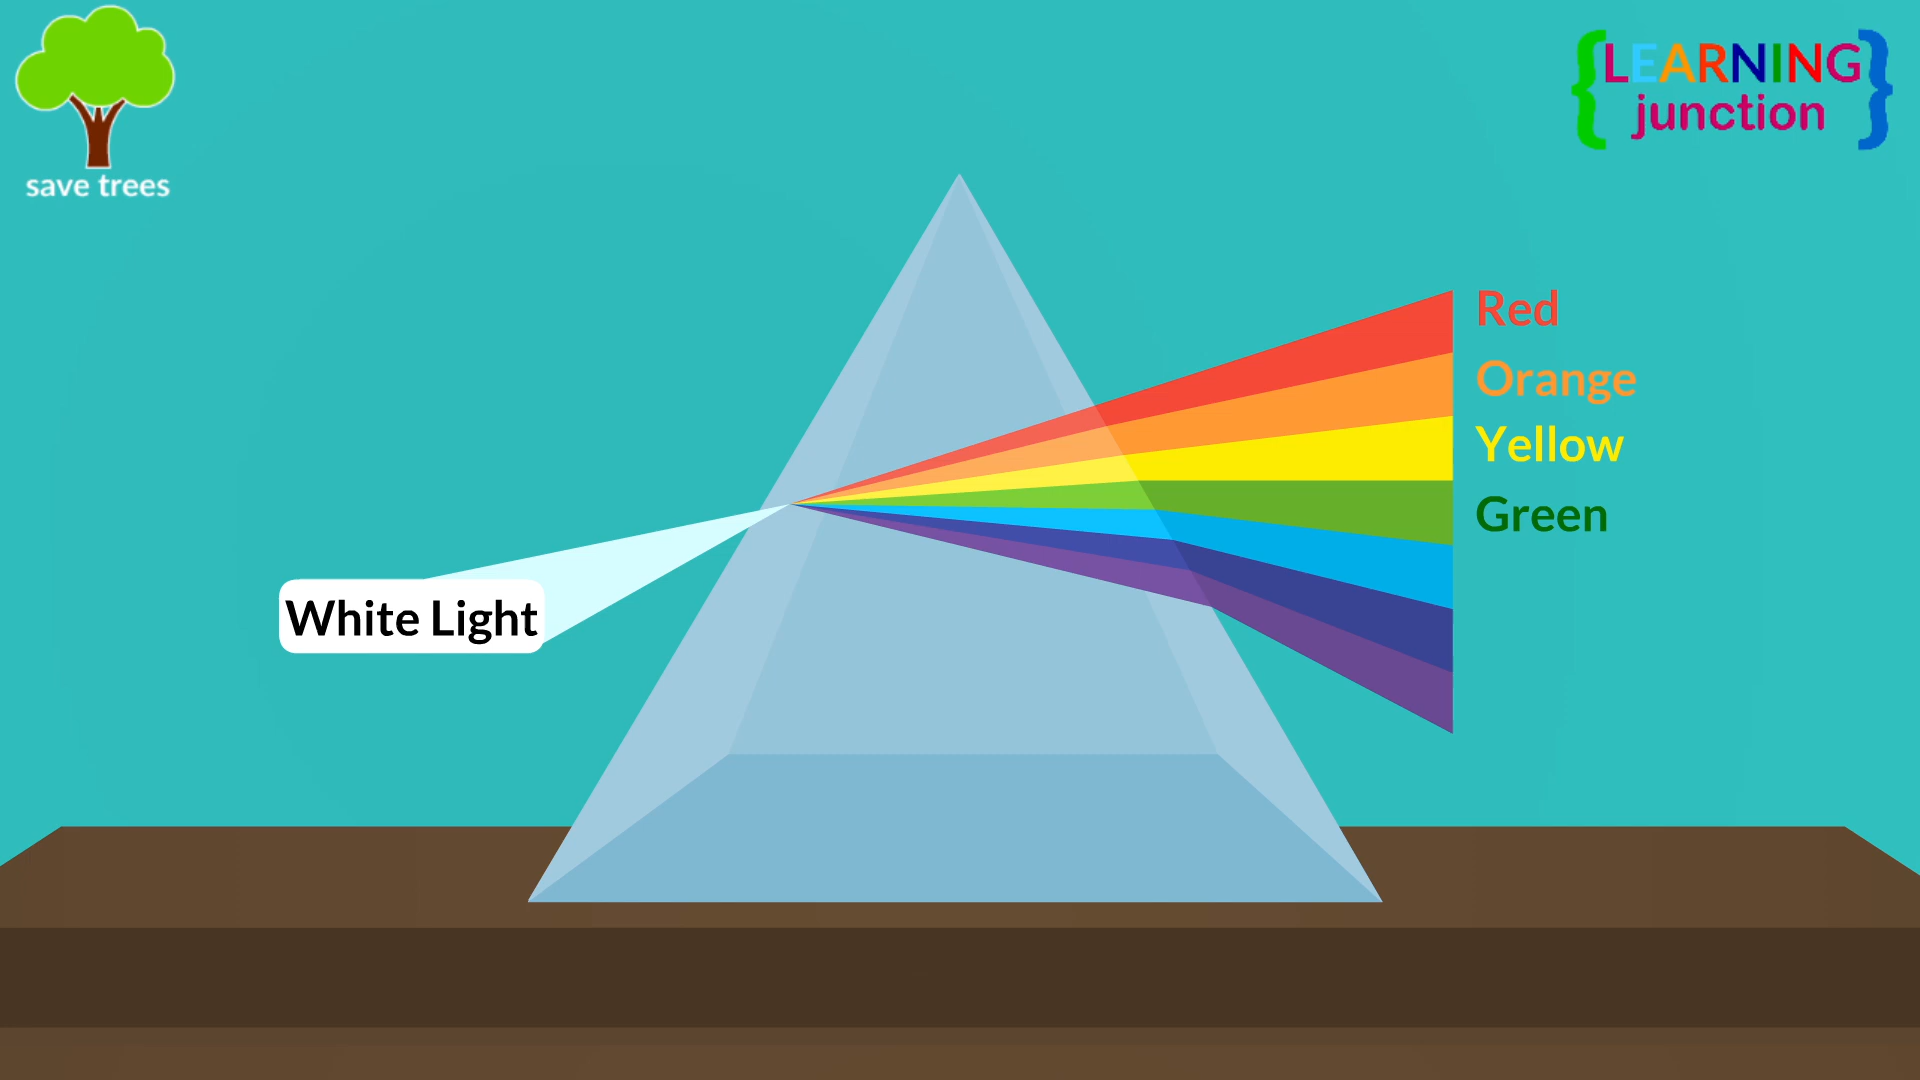 save trees
LEARNING
junction
Red
Orange
Yellow
Green
White Light